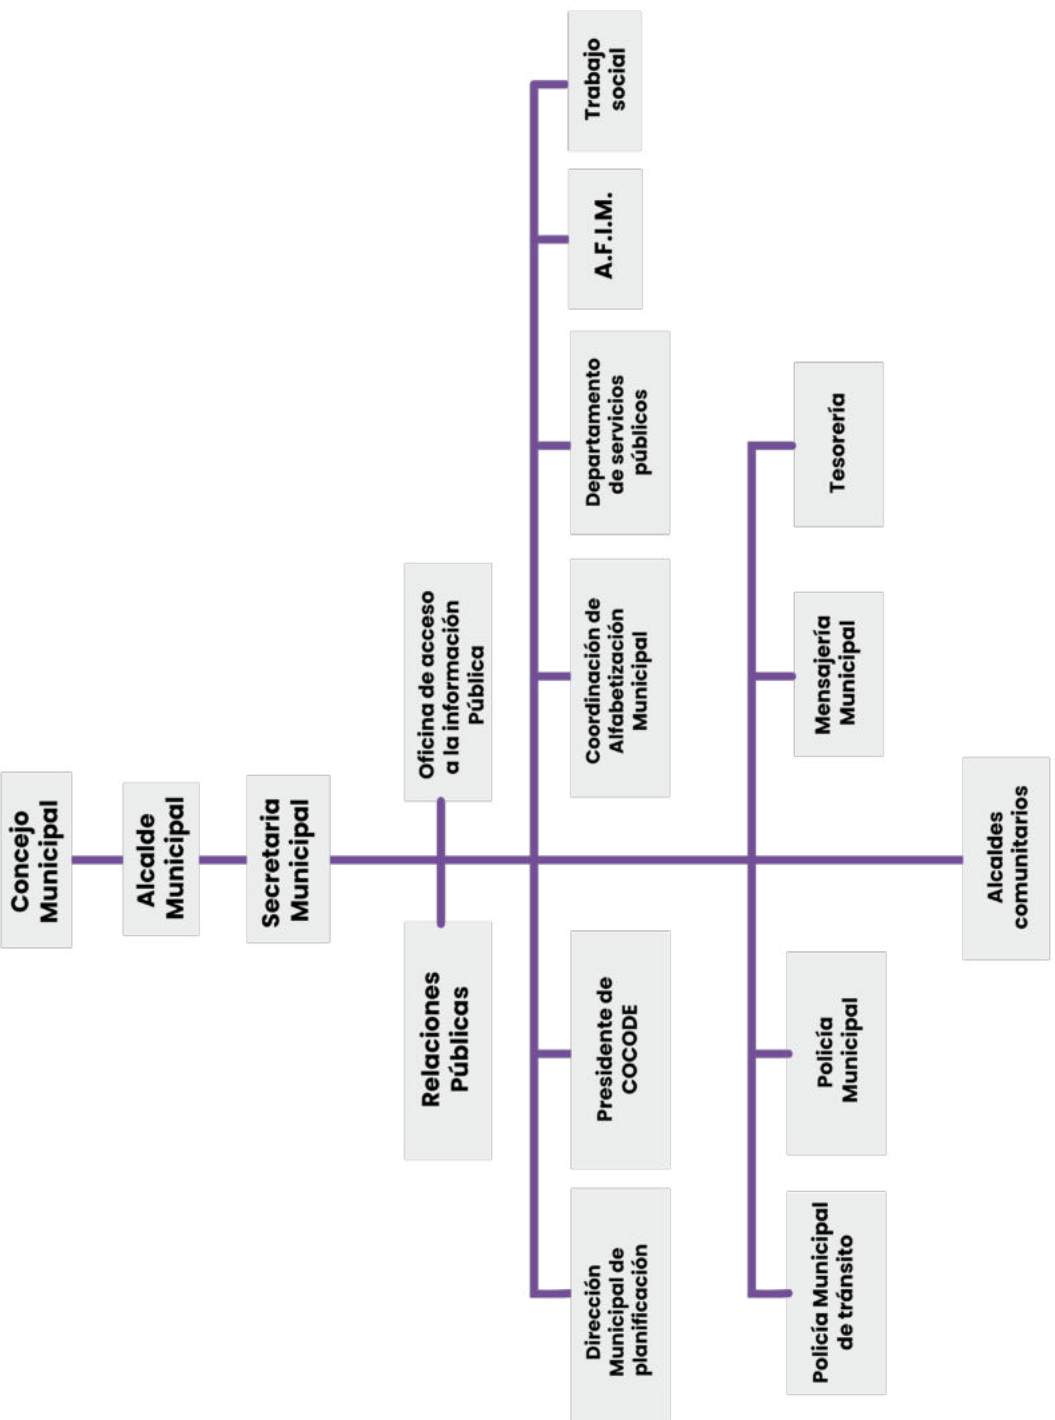 Concejo
Municipal
Alcalde
Municipal
Secretaria
Municipal
Relaciones
Públicas
Oficina de acceso
a la información
Pública
Dirección
Municipal de
planificación
Presidente de
COCODE
Coordinación de
Alfabetización
Municipal
Departamento
de servicios
públicos
A.F.I.M.
Trabajo
social
Policía Municipal
de tránsito
Policía
Municipal
Mensajería
Municipal
Tesorería
Alcaldes
comunitarios